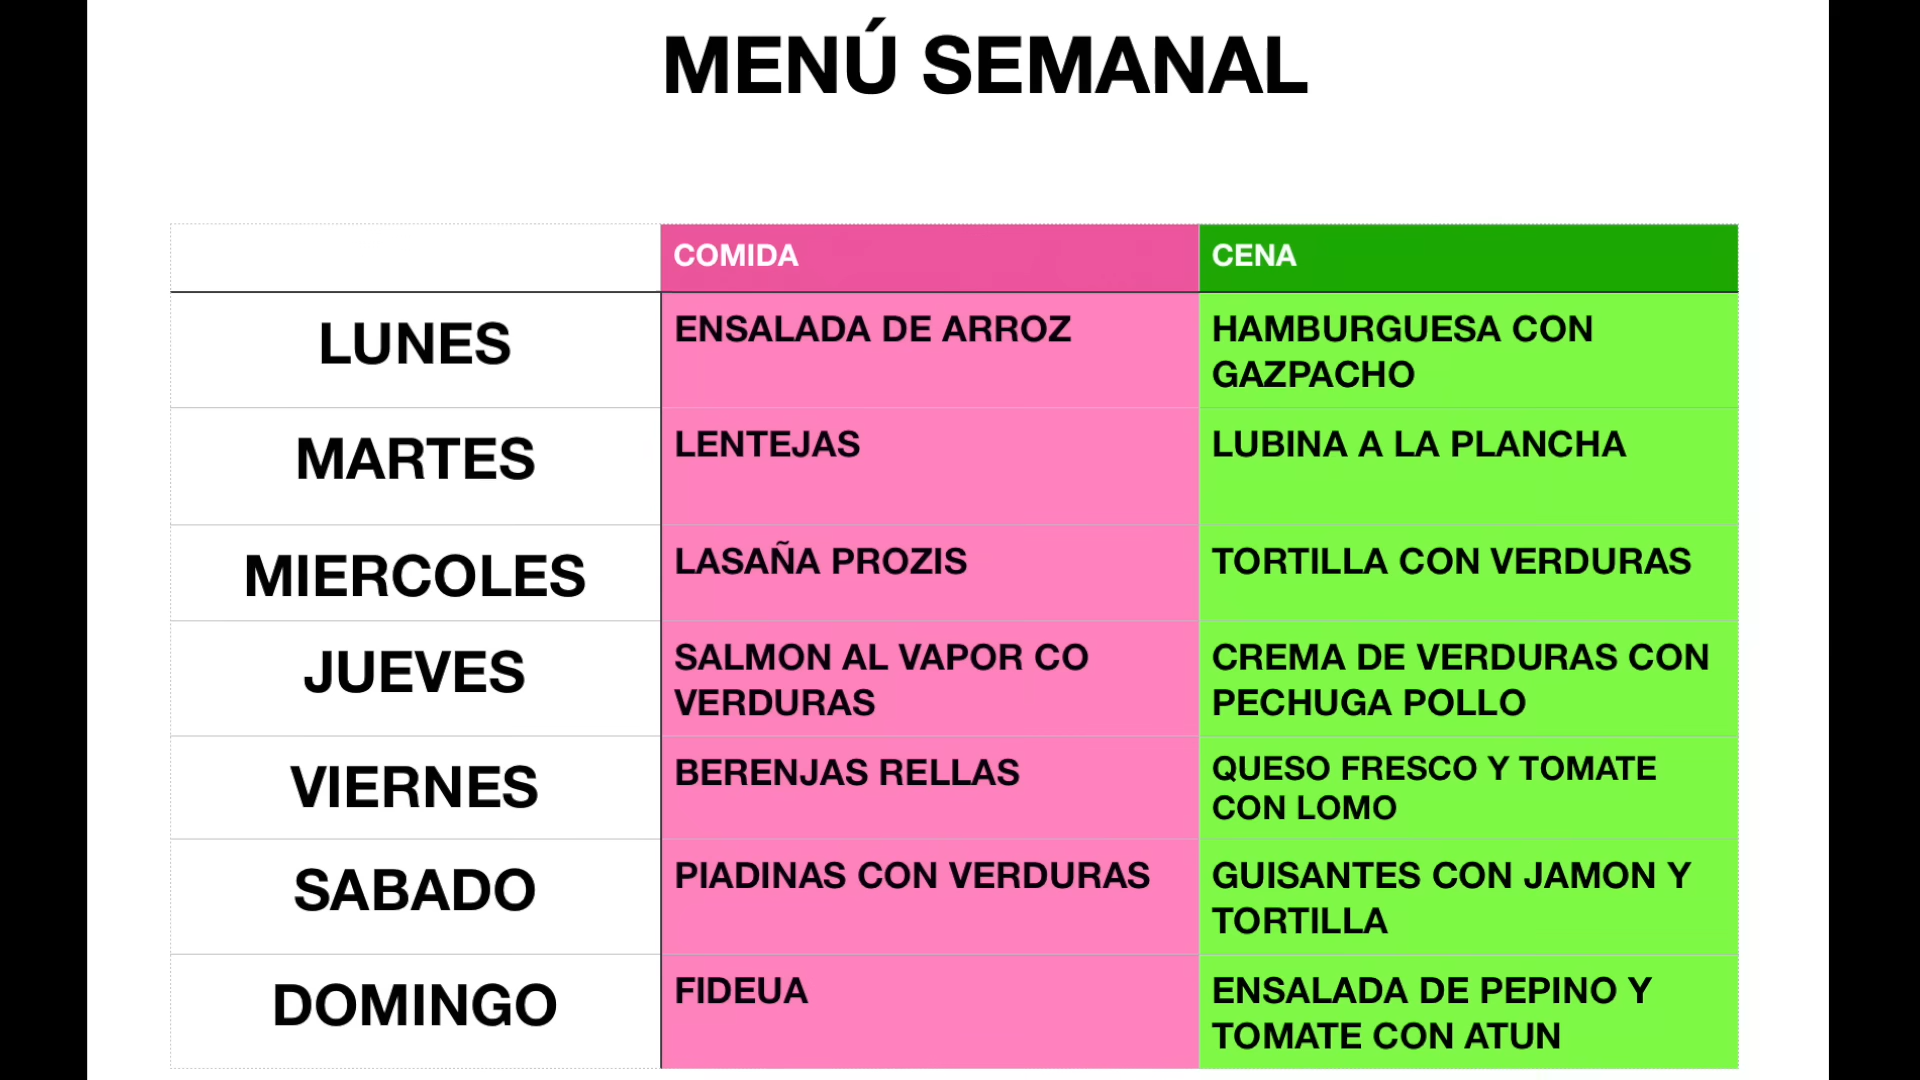 MENÚ SEMANAL
COMIDA
CENA
LUNES
ENSALADA DE ARROZ
HAMBURGUESA CON
GAZPACHO
MARTES
LENTEJAS
LUBINA A LA PLANCHA
MIERCOLES
LASAÑA PROZIS
TORTILLA CON VERDURAS
JUEVES
SALMON AL VAPOR CO
VERDURAS
CREMA DE VERDURAS CON
PECHUGA POLLO
VIERNES
BERENJAS RELLAS
QUESO FRESCO Y TOMATE
CON LOMO
SABADO
PIADINAS CON VERDURAS
GUISANTES CON JAMON Y
TORTILLA
DOMINGO
FIDEUA
ENSALADA DE PEPINO Y
TOMATE CON ATUN